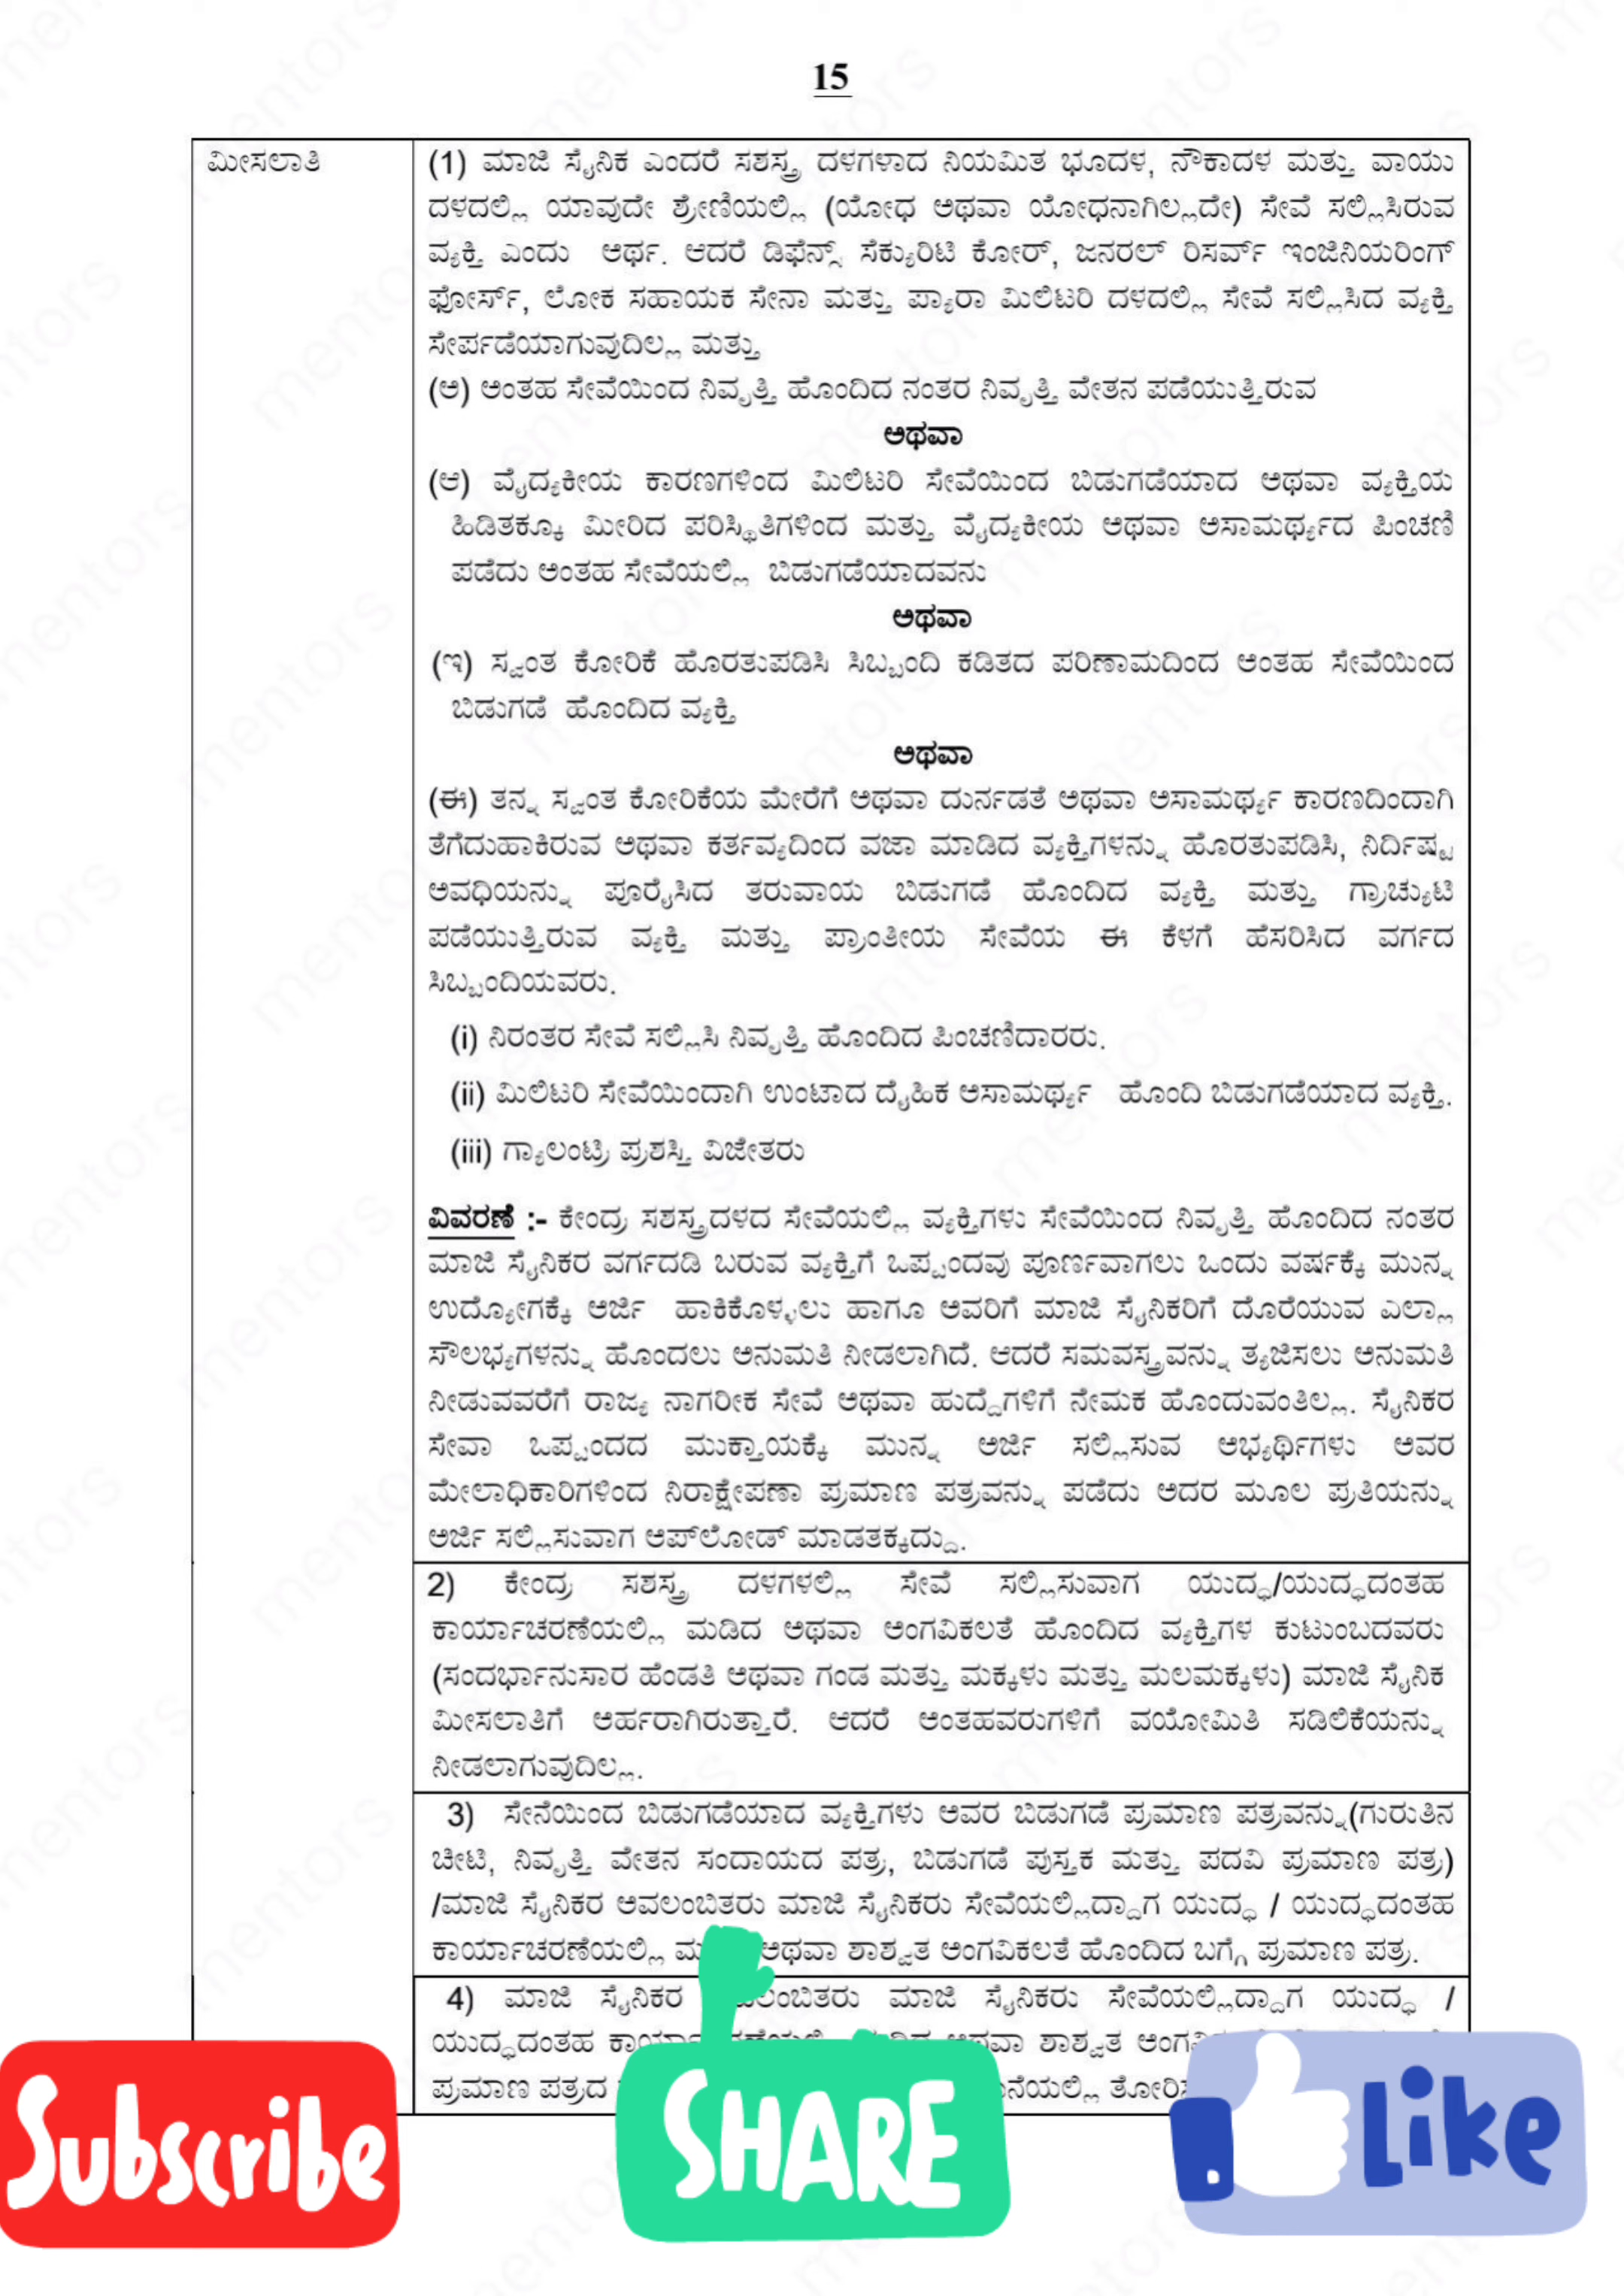 15
ಮೀಸಲಾತಿ
(1) ಮಾಜಿ ಸೈನಿಕ ಎಂದರೆ ಸಶಸ್ತ್ರ ದಳಗಳಾದ ನಿಯಮಿತ ಭೂದಳ, ನೌಕಾದಳ ಮತ್ತು ವಾಯು
ದಳದಲ್ಲಿ ಯಾವುದೇ ಶ್ರೇಣಿಯಲ್ಲಿ (ಯೋಧ ಅಥವಾ ಯೋಧನಾಗಿಲ್ಲದೇ) ಸೇವೆ ಸಲ್ಲಿಸಿರುವ
ವ್ಯಕ್ತಿ ಎಂದು ಅರ್ಥ. ಆದರೆ ಡಿಫೆನ್ಸ್ ಸೆಕ್ಯುರಿಟಿ ಕೋರ್, ಜನರಲ್ ರಿಸರ್ವ್ ಇಂಜಿನಿಯರಿಂಗ್
ಫೋರ್ಸ್, ಲೋಕ ಸಹಾಯಕ ಸೇನಾ ಮತ್ತು ಪ್ಯಾರಾ ಮಿಲಿಟರಿ ದಳದಲ್ಲಿ ಸೇವೆ ಸಲ್ಲಿಸಿದ ವ್ಯಕ್ತಿ
ಸೇರ್ಪಡೆಯಾಗುವುದಿಲ್ಲ ಮತ್ತು
(ಅ) ಅಂತಹ ಸೇವೆಯಿಂದ ನಿವೃತ್ತಿ ಹೊಂದಿದ ನಂತರ ನಿವೃತ್ತಿ ವೇತನ ಪಡೆಯುತ್ತಿರುವ
ಅಥವಾ
(ಆ) ವೈದ್ಯಕೀಯ ಕಾರಣಗಳಿಂದ ಮಿಲಿಟರಿ ಸೇವೆಯಿಂದ ಬಿಡುಗಡೆಯಾದ ಅಥವಾ ವ್ಯಕ್ತಿಯ
ಹಿಡಿತಕ್ಕೂ ಮೀರಿದ ಪರಿಸ್ಥಿತಿಗಳಿಂದ ಮತ್ತು ವೈದ್ಯಕೀಯ ಅಥವಾ ಅಸಾಮರ್ಥ್ಯದ ಪಿಂಚಣಿ
ಪಡೆದು ಅಂತಹ ಸೇವೆಯಲ್ಲಿ ಬಿಡುಗಡೆಯಾದವನು
ಅಥವಾ
(ಇ) ಸ್ವಂತ ಕೋರಿಕೆ ಹೊರತುಪಡಿಸಿ ಸಿಬ್ಬಂದಿ ಕಡಿತದ ಪರಿಣಾಮದಿಂದ ಅಂತಹ ಸೇವೆಯಿಂದ
ಬಿಡುಗಡೆ ಹೊಂದಿದ ವ್ಯಕ್ತಿ
ಅಥವಾ
(ಈ) ತನ್ನ ಸ್ವಂತ ಕೋರಿಕೆಯ ಮೇರೆಗೆ ಅಥವಾ ದುರ್ನಡತೆ ಅಥವಾ ಅಸಾಮರ್ಥ್ಯ ಕಾರಣದಿಂದಾಗಿ
ತೆಗೆದುಹಾಕಿರುವ ಅಥವಾ ಕರ್ತವ್ಯದಿಂದ ವಜಾ ಮಾಡಿದ ವ್ಯಕ್ತಿಗಳನ್ನು ಹೊರತುಪಡಿಸಿ, ನಿರ್ದಿಷ್ಟ
ಅವಧಿಯನ್ನು ಪೂರೈಸಿದ ತರುವಾಯ ಬಿಡುಗಡೆ ಹೊಂದಿದ ವ್ಯಕ್ತಿ ಮತ್ತು ಗ್ರಾಚ್ಯುಟಿ
ಪಡೆಯುತ್ತಿರುವ ವ್ಯಕ್ತಿ ಮತ್ತು ಪ್ರಾಂತೀಯ ಸೇವೆಯ ಈ ಕೆಳಗೆ ಹೆಸರಿಸಿದ ವರ್ಗದ
ಸಿಬ್ಬಂದಿಯವರು.
(i) ನಿರಂತರ ಸೇವೆ ಸಲ್ಲಿಸಿ ನಿವೃತ್ತಿ ಹೊಂದಿದ ಪಿಂಚಣಿದಾರರು.
(ii) ಮಿಲಿಟರಿ ಸೇವೆಯಿಂದಾಗಿ ಉಂಟಾದ ದೈಹಿಕ ಅಸಾಮರ್ಥ್ಯ ಹೊಂದಿ ಬಿಡುಗಡೆಯಾದ ವ್ಯಕ್ತಿ.
(iii) ಗ್ಯಾಲಂಟ್ರಿ ಪ್ರಶಸ್ತಿ ವಿಜೇತರು
ವಿವರಣೆ :- ಕೇಂದ್ರ ಸಶಸ್ತ್ರದಳದ ಸೇವೆಯಲ್ಲಿ ವ್ಯಕ್ತಿಗಳು ಸೇವೆಯಿಂದ ನಿವೃತ್ತಿ ಹೊಂದಿದ ನಂತರ
ಮಾಜಿ ಸೈನಿಕರ ವರ್ಗದಡಿ ಬರುವ ವ್ಯಕ್ತಿಗೆ ಒಪ್ಪಂದವು ಪೂರ್ಣವಾಗಲು ಒಂದು ವರ್ಷಕ್ಕೆ ಮುನ್ನ
ಉದ್ಯೋಗಕ್ಕೆ ಅರ್ಜಿ ಹಾಕಿಕೊಳ್ಳಲು ಹಾಗೂ ಅವರಿಗೆ ಮಾಜಿ ಸೈನಿಕರಿಗೆ ದೊರೆಯುವ ಎಲ್ಲಾ
ಸೌಲಭ್ಯಗಳನ್ನು ಹೊಂದಲು ಅನುಮತಿ ನೀಡಲಾಗಿದೆ. ಆದರೆ ಸಮವಸ್ತ್ರವನ್ನು ತ್ಯಜಿಸಲು ಅನುಮತಿ
ನೀಡುವವರೆಗೆ ರಾಜ್ಯ ನಾಗರೀಕ ಸೇವೆ ಅಥವಾ ಹುದ್ದೆಗಳಿಗೆ ನೇಮಕ ಹೊಂದುವಂತಿಲ್ಲ. ಸೈನಿಕರ
ಸೇವಾ ಒಪ್ಪಂದದ ಮುಕ್ತಾಯಕ್ಕೆ ಮುನ್ನ ಅರ್ಜಿ ಸಲ್ಲಿಸುವ ಅಭ್ಯರ್ಥಿಗಳು ಅವರ
ಮೇಲಾಧಿಕಾರಿಗಳಿಂದ ನಿರಾಕ್ಷೇಪಣಾ ಪ್ರಮಾಣ ಪತ್ರವನ್ನು ಪಡೆದು ಅದರ ಮೂಲ ಪ್ರತಿಯನ್ನು
ಅರ್ಜಿ ಸಲ್ಲಿಸುವಾಗ ಅಪ್‌ಲೋಡ್ ಮಾಡತಕ್ಕದ್ದು.
2) ಕೇಂದ್ರ ಸಶಸ್ತ್ರ ದಳಗಳಲ್ಲಿ ಸೇವೆ ಸಲ್ಲಿಸುವಾಗ ಯುದ್ಧ/ಯುದ್ಧದಂತಹ
ಕಾರ್ಯಾಚರಣೆಯಲ್ಲಿ ಮಡಿದ ಅಥವಾ ಅಂಗವಿಕಲತೆ ಹೊಂದಿದ ವ್ಯಕ್ತಿಗಳ ಕುಟುಂಬದವರು
(ಸಂದರ್ಭಾನುಸಾರ ಹೆಂಡತಿ ಅಥವಾ ಗಂಡ ಮತ್ತು ಮಕ್ಕಳು ಮತ್ತು ಮಲಮಕ್ಕಳು) ಮಾಜಿ ಸೈನಿಕ
ಮೀಸಲಾತಿಗೆ ಅರ್ಹರಾಗಿರುತ್ತಾರೆ. ಆದರೆ ಅಂತಹವರುಗಳಿಗೆ ವಯೋಮಿತಿ ಸಡಿಲಿಕೆಯನ್ನು
ನೀಡಲಾಗುವುದಿಲ್ಲ.
3) ಸೇನೆಯಿಂದ ಬಿಡುಗಡೆಯಾದ ವ್ಯಕ್ತಿಗಳು ಅವರ ಬಿಡುಗಡೆ ಪ್ರಮಾಣ ಪತ್ರವನ್ನು(ಗುರುತಿನ
ಚೀಟಿ, ನಿವೃತ್ತಿ ವೇತನ ಸಂದಾಯದ ಪತ್ರ, ಬಿಡುಗಡೆ ಪುಸ್ತಕ ಮತ್ತು ಪದವಿ ಪ್ರಮಾಣ ಪತ್ರ)
/ಮಾಜಿ ಸೈನಿಕರ ಅವಲಂಬಿತರು ಮಾಜಿ ಸೈನಿಕರು ಸೇವೆಯಲ್ಲಿದ್ದಾಗ ಯುದ್ಧ / ಯುದ್ಧದಂತಹ
ಕಾರ್ಯಾಚರಣೆಯಲ್ಲಿ ಅಥವಾ ಶಾಶ್ವತ ಅಂಗವಿಕಲತೆ ಹೊಂದಿದ ಬಗ್ಗೆ ಪ್ರಮಾಣ ಪತ್ರ.
4) ಮಾಜಿ ಸೈನಿಕರ ಮಾಜಿ ಸೈನಿಕರು ಸೇವೆಯಲ್ಲಿದ್ದಾಗ ಯುದ್ಧ /
ಯುದ್ಧದಂತಹ ಶಾಶ್ವತ
ಪ್ರಮಾಣ ಪತ್ರದ
Subscribe
SHARE
Like